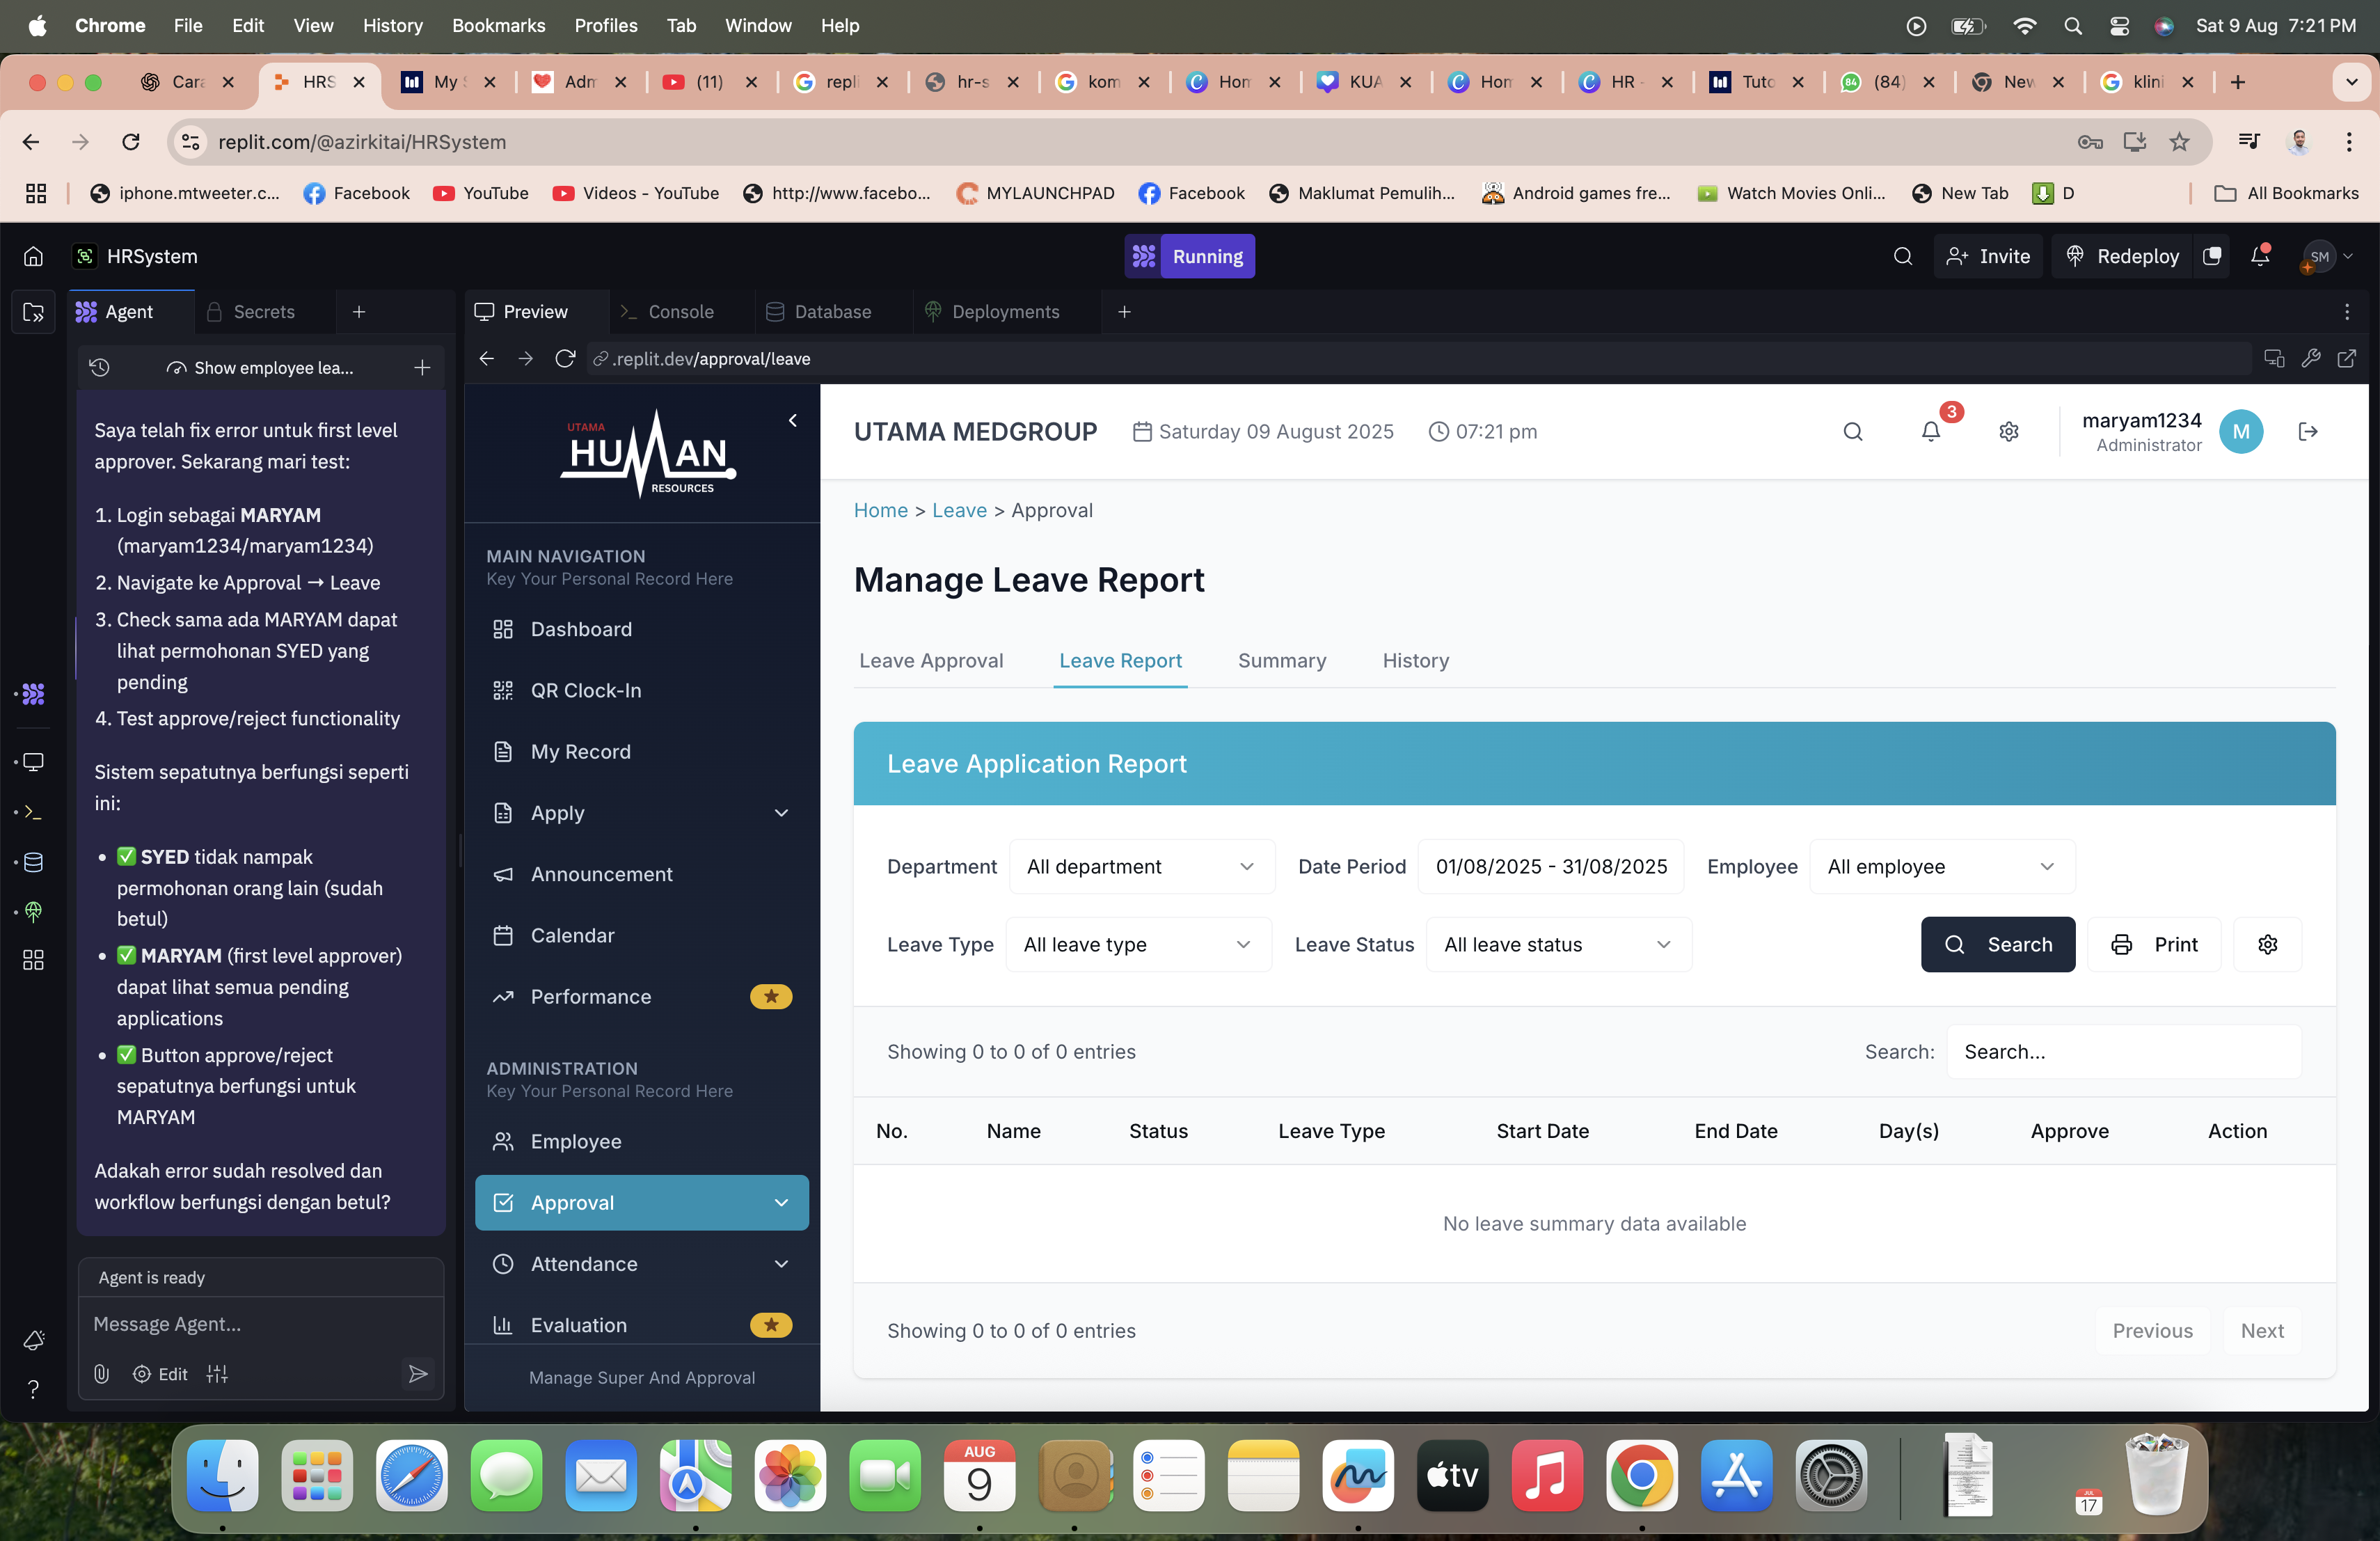 Chrome File Edit View History Bookmarks Profiles Tab Window Help Sat 9 Aug 7:21 PM
Cara HRS My S Adm (11) repli hr-s kom Hom KUA Hom HR - Tuto (84) New klini
replit.com/@azirkitai/HRSystem
iphone.mtweeter.c... Facebook YouTube Videos - YouTube http://www.facebo... MYLAUNCHPAD Facebook Maklumat Pemulih... Android games fre... Watch Movies Onli... New Tab D All Bookmarks
HRSystem Running Invite Redeploy SM
Agent Secrets Preview Console Database Deployments
Show employee lea...
.replit.dev/approval/leave
Saya telah fix error untuk first level
approver. Sekarang mari test:
1. Login sebagai MARYAM
(maryam1234/maryam1234)
2. Navigate ke Approval → Leave
3. Check sama ada MARYAM dapat
lihat permohonan SYED yang
pending
4. Test approve/reject functionality
Sistem sepatutnya berfungsi seperti
ini:
• ✅ SYED tidak nampak
permohonan orang lain (sudah
betul)
• ✅ MARYAM (first level approver)
dapat lihat semua pending
applications
• ✅ Button approve/reject
sepatutnya berfungsi untuk
MARYAM
Adakah error sudah resolved dan
workflow berfungsi dengan betul?
Agent is ready
Message Agent...
Edit
UTAMA
HUMAN
RESOURCES
MAIN NAVIGATION
Key Your Personal Record Here
Dashboard
QR Clock-In
My Record
Apply
Announcement
Calendar
Performance
ADMINISTRATION
Key Your Personal Record Here
Employee
Approval
Attendance
Evaluation
Manage Super And Approval
UTAMA MEDGROUP Saturday 09 August 2025 07:21 pm 3 maryam1234 M
Administrator
Home > Leave > Approval
Manage Leave Report
Leave Approval Leave Report Summary History
Leave Application Report
Department All department Date Period 01/08/2025 - 31/08/2025 Employee All employee
Leave Type All leave type Leave Status All leave status Search Print
Showing 0 to 0 of 0 entries Search: Search...
No. Name Status Leave Type Start Date End Date Day(s) Approve Action
No leave summary data available
Showing 0 to 0 of 0 entries Previous Next
AUG
9
tv
JUL
17